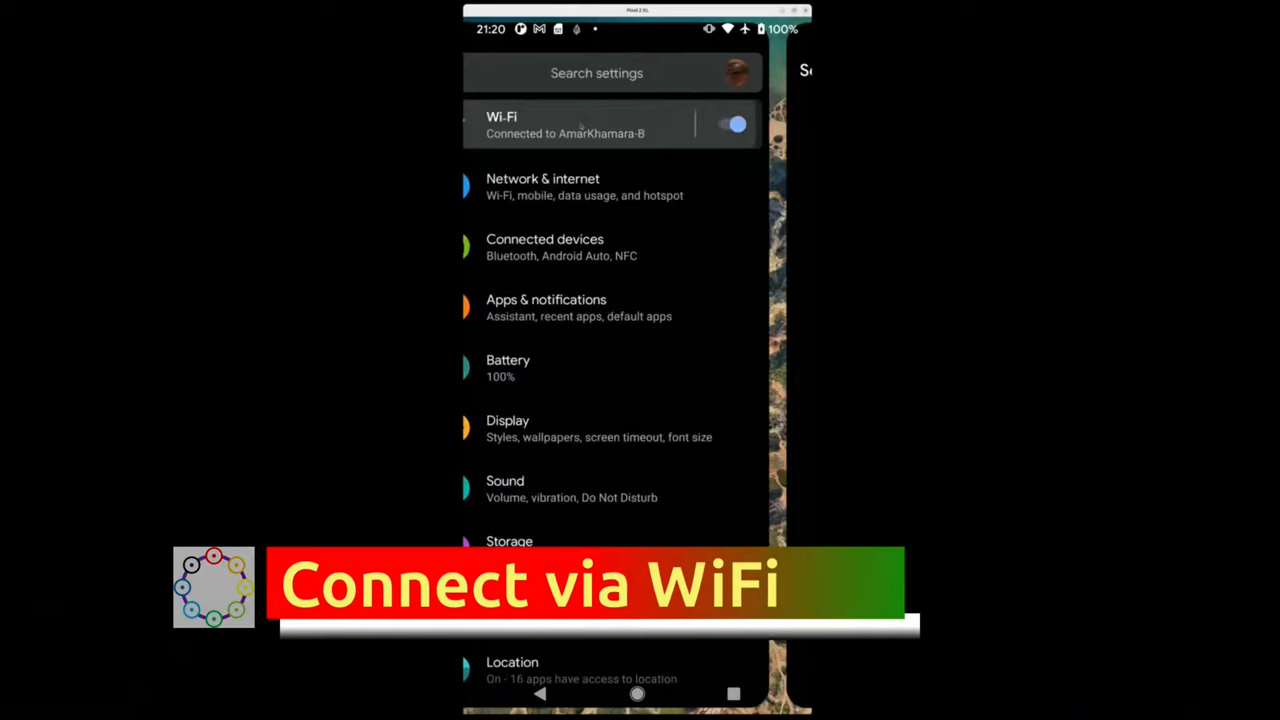 Pixel 2 XL
21:20
100%
Search settings
Wi-Fi
Connected to AmarKhamara-B
Network & internet
Wi-Fi, mobile, data usage, and hotspot
Connected devices
Bluetooth, Android Auto, NFC
Apps & notifications
Assistant, recent apps, default apps
Battery
100%
Display
Styles, wallpapers, screen timeout, font size
Sound
Volume, vibration, Do Not Disturb
Storage
Connect via WiFi
Location
On - 16 apps have access to location